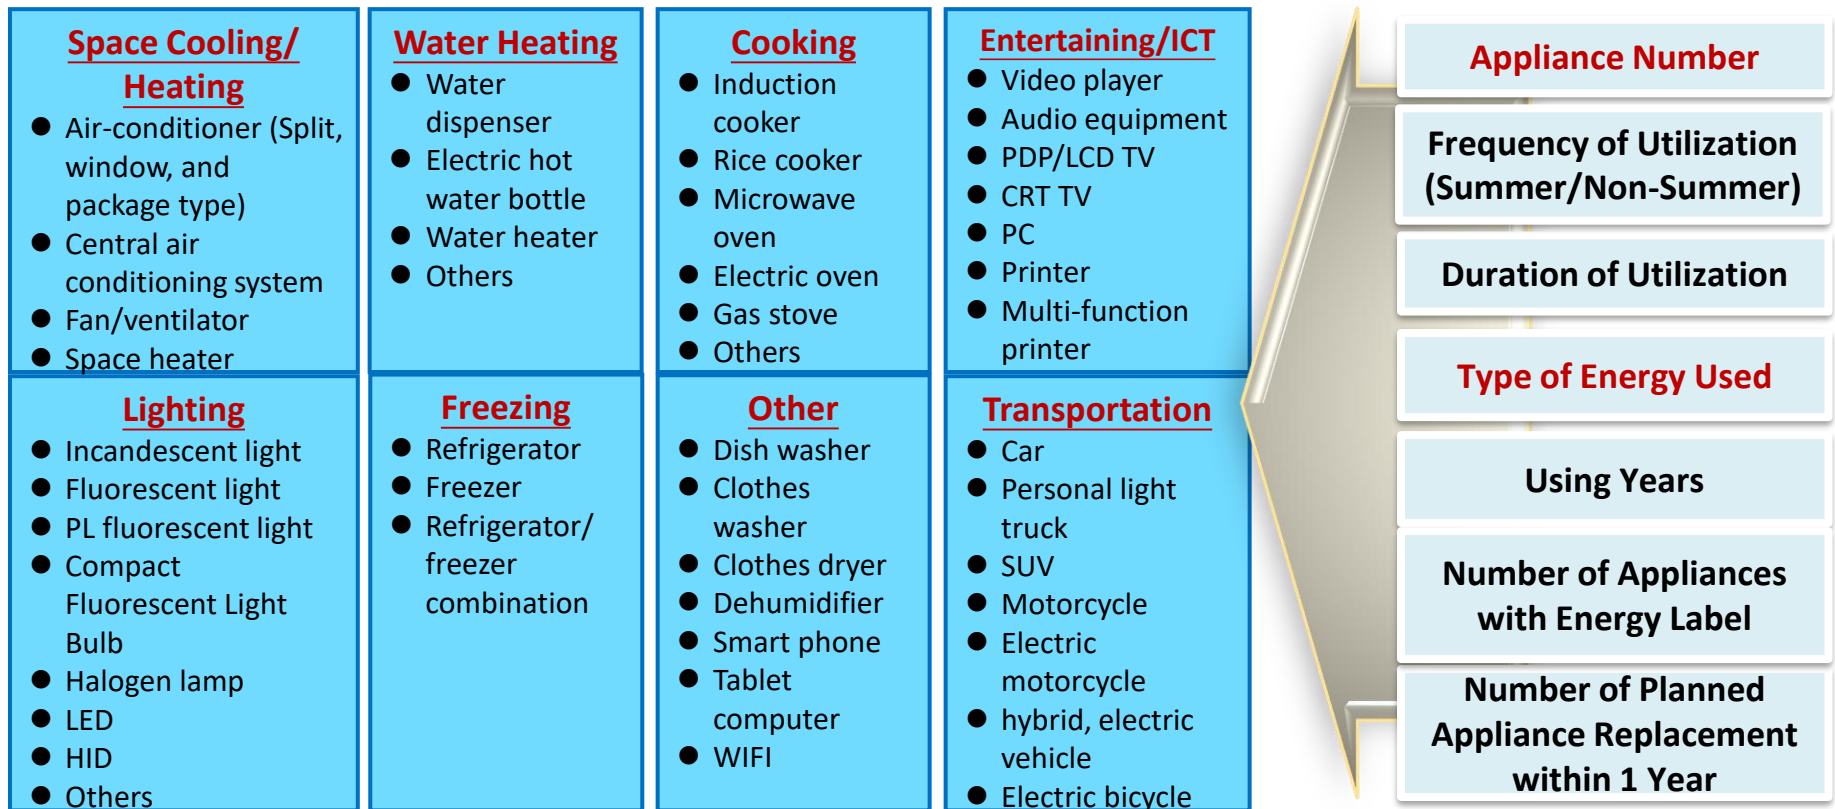 Space Cooling/
Heating
● Air-conditioner (Split,
window, and
package type)
● Central air
conditioning system
● Fan/ventilator
● Space heater
Water Heating
● Water
dispenser
● Electric hot
water bottle
● Water heater
● Others
Cooking
● Induction
cooker
● Rice cooker
● Microwave
oven
● Electric oven
● Gas stove
● Others
Entertaining/ICT
● Video player
● Audio equipment
● PDP/LCD TV
● CRT TV
● PC
● Printer
● Multi-function
printer
Lighting
● Incandescent light
● Fluorescent light
● PL fluorescent light
● Compact
Fluorescent Light
Bulb
● Halogen lamp
● LED
● HID
● Others
Freezing
● Refrigerator
● Freezer
● Refrigerator/
freezer
combination
Other
● Dish washer
● Clothes
washer
● Clothes dryer
● Dehumidifier
● Smart phone
● Tablet
computer
● WIFI
Transportation
● Car
● Personal light
truck
● SUV
● Motorcycle
● Electric
motorcycle
● hybrid, electric
vehicle
● Electric bicycle
Appliance Number
Frequency of Utilization
(Summer/Non-Summer)
Duration of Utilization
Type of Energy Used
Using Years
Number of Appliances
with Energy Label
Number of Planned
Appliance Replacement
within 1 Year